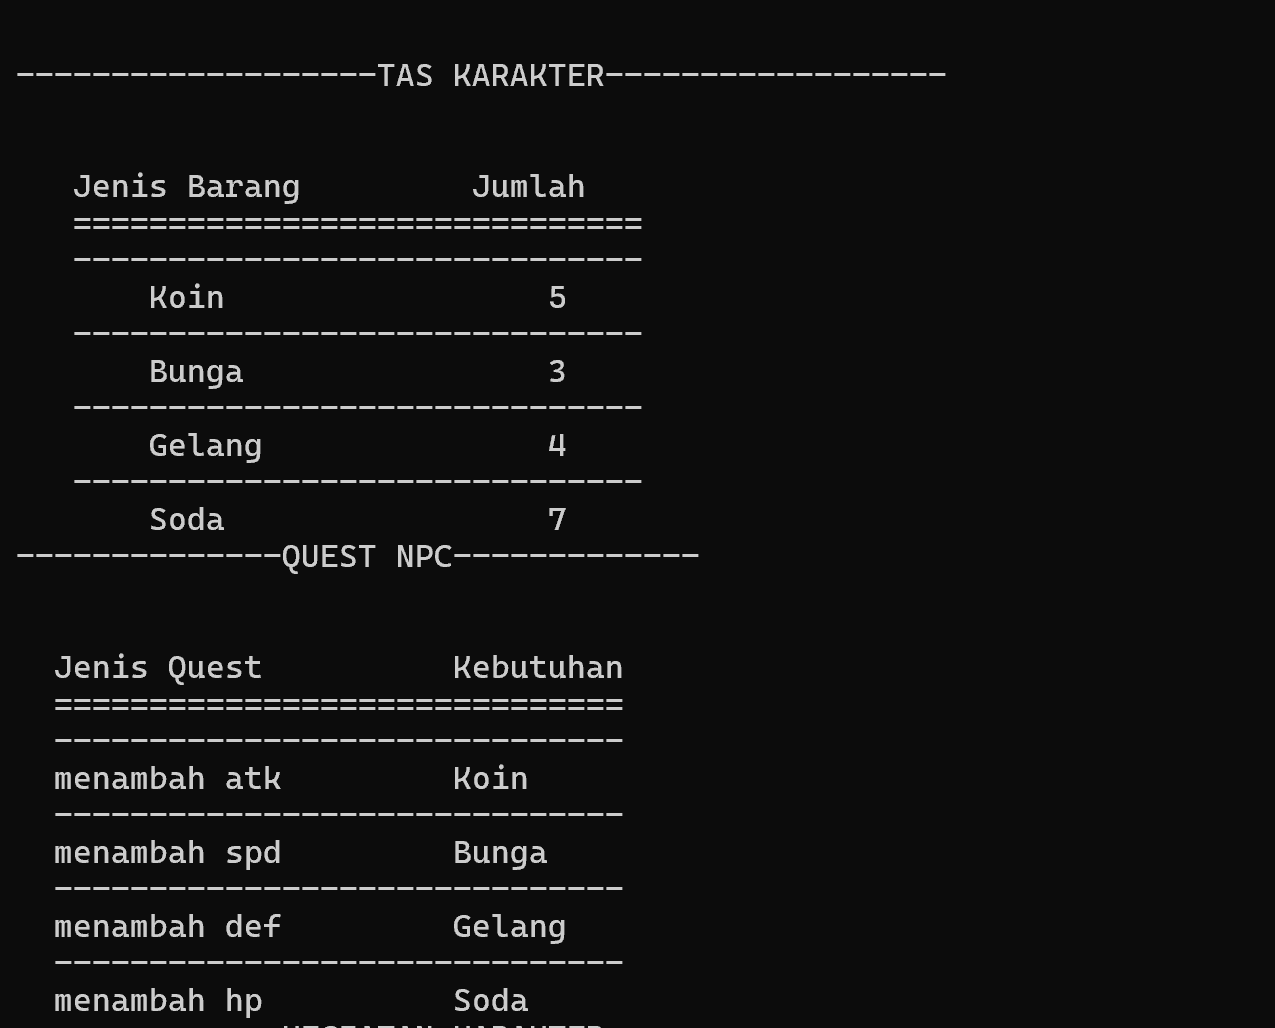 -------------------TAS KARAKTER------------------
Jenis Barang         Jumlah
==============================
------------------------------
Koin                 5
------------------------------
Bunga                3
------------------------------
Gelang               4
------------------------------
Soda                 7
--------------QUEST NPC-------------
Jenis Quest          Kebutuhan
==============================
------------------------------
menambah atk         Koin
------------------------------
menambah spd         Bunga
------------------------------
menambah def         Gelang
------------------------------
menambah hp          Soda
KARAKTER